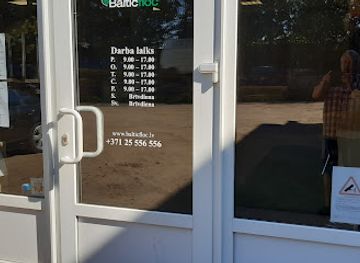 Balticfloc
Darba laiks
P. 9.00 – 17.00
O. 9.00 – 17.00
T. 9.00 – 17.00
C. 9.00 – 17.00
P. 9.00 – 17.00
S. Brīvdiena
Sv. Brīvdiena
www.balticfloc.lv
+371 25 556 556